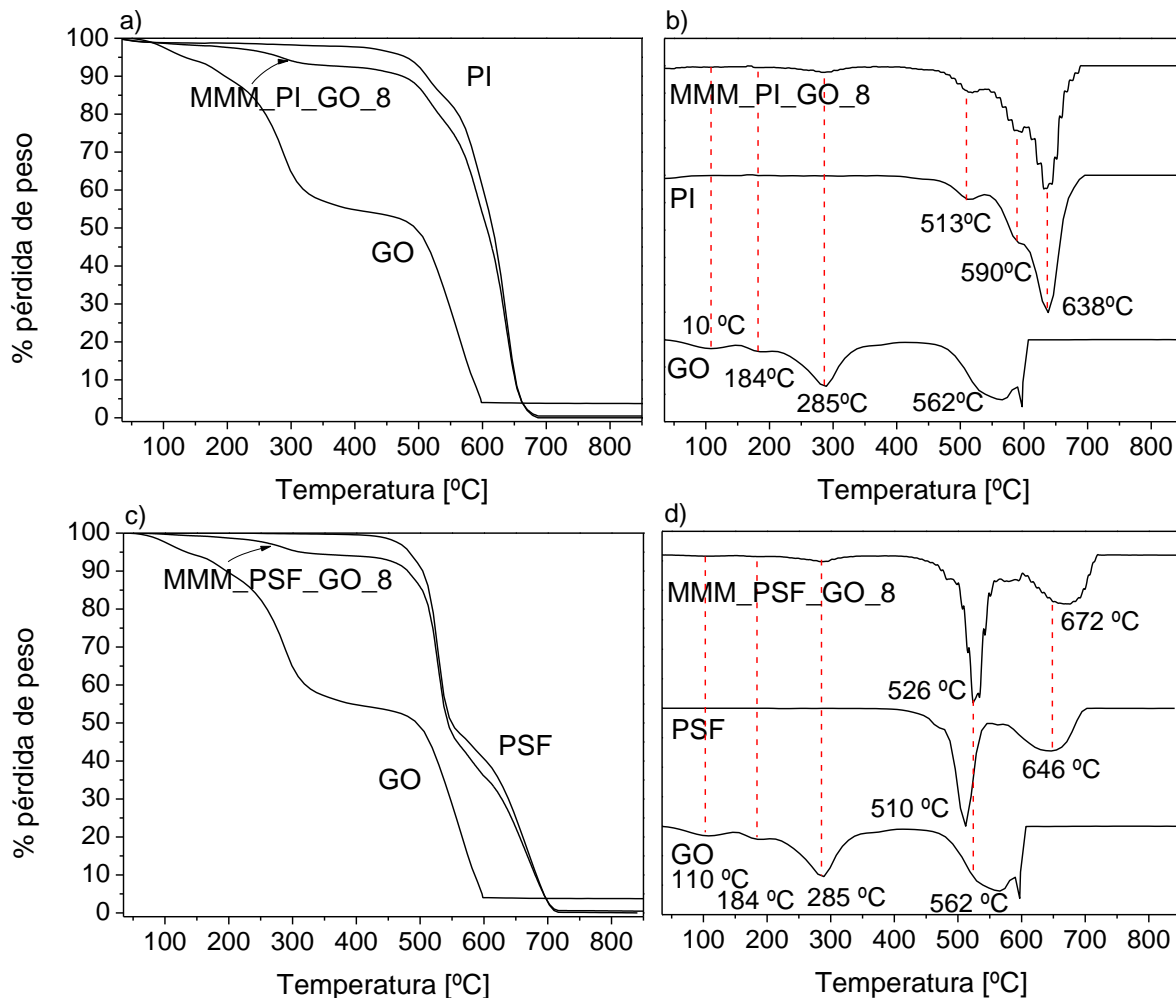 a)
100
90
80
70
60
50
40
30
20
10
0
% pérdida de peso
PI
MMM_PI_GO_8
GO
100 200 300 400 500 600 700 800
Temperatura [ºC]
b)
MMM_PI_GO_8
PI
513ºC
590ºC
638ºC
10 ºC
GO
184ºC
285ºC
562ºC
100 200 300 400 500 600 700 800
Temperatura [ºC]
c)
100
90
80
70
60
50
40
30
20
10
0
% pérdida de peso
MMM_PSF_GO_8
PSF
GO
100 200 300 400 500 600 700 800
Temperatura [ºC]
d)
MMM_PSF_GO_8
672 ºC
526 ºC
PSF
646 ºC
510 ºC
GO
110 ºC
184 ºC
285 ºC
562 ºC
100 200 300 400 500 600 700 800
Temperatura [ºC]